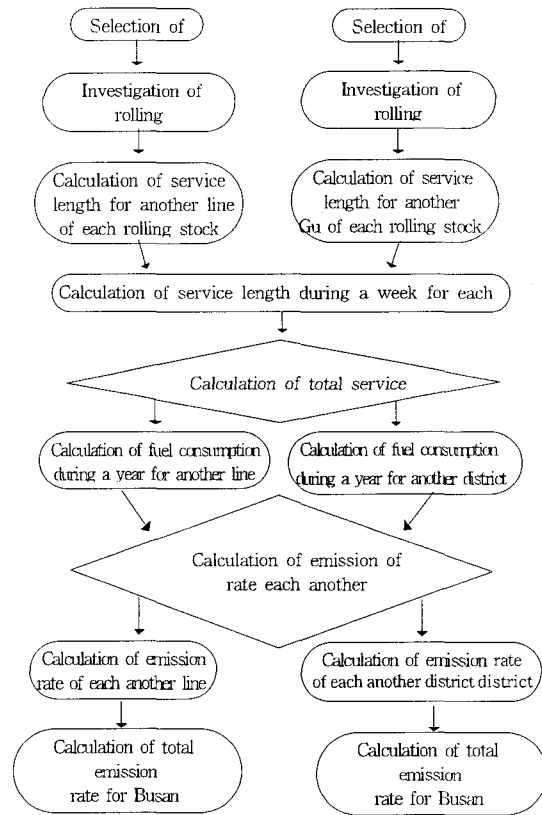 Selection of
Selection of
Investigation of
rolling
Investigation of
rolling
Calculation of service
length for another line
of each rolling stock
Calculation of service
length for another
Gu of each rolling stock
Calculation of service length during a week for each
Calculation of total service
Calculation of fuel consumption
during a year for another line
Calculation of fuel consumption
during a year for another district
Calculation of emission of
rate each another
Calculation of emission
rate of each another line
Calculation of emission rate
of each another district district
Calculation of total
emission
rate for Busan
Calculation of total
emission
rate for Busan